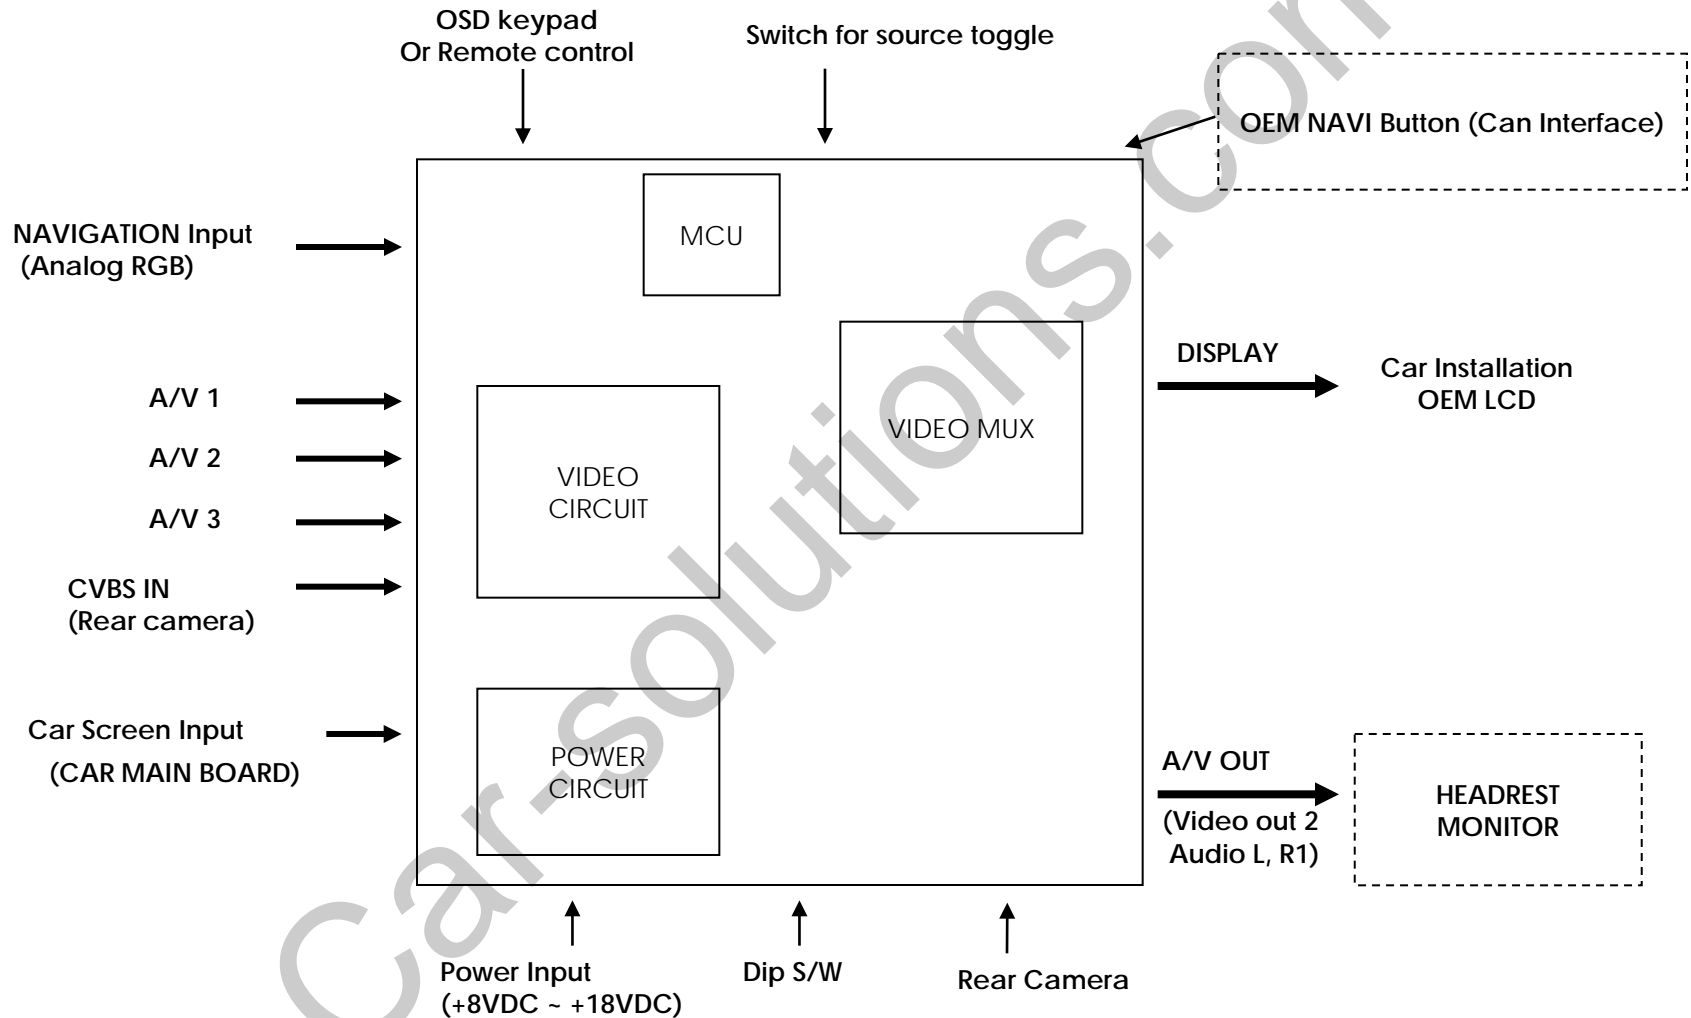 OSD keypad
Or Remote control
Switch for source toggle
OEM NAVI Button (Can Interface)
NAVIGATION Input
(Analog RGB)
MCU
A/V 1
A/V 2
A/V 3
CVBS IN
(Rear camera)
VIDEO
CIRCUIT
VIDEO MUX
DISPLAY
Car Installation
OEM LCD
Car Screen Input
(CAR MAIN BOARD)
POWER
CIRCUIT
A/V OUT
(Video out 2
Audio L, R1)
HEADREST
MONITOR
Power Input
(+8VDC ~ +18VDC)
Dip S/W
Rear Camera
Car-solutions.com